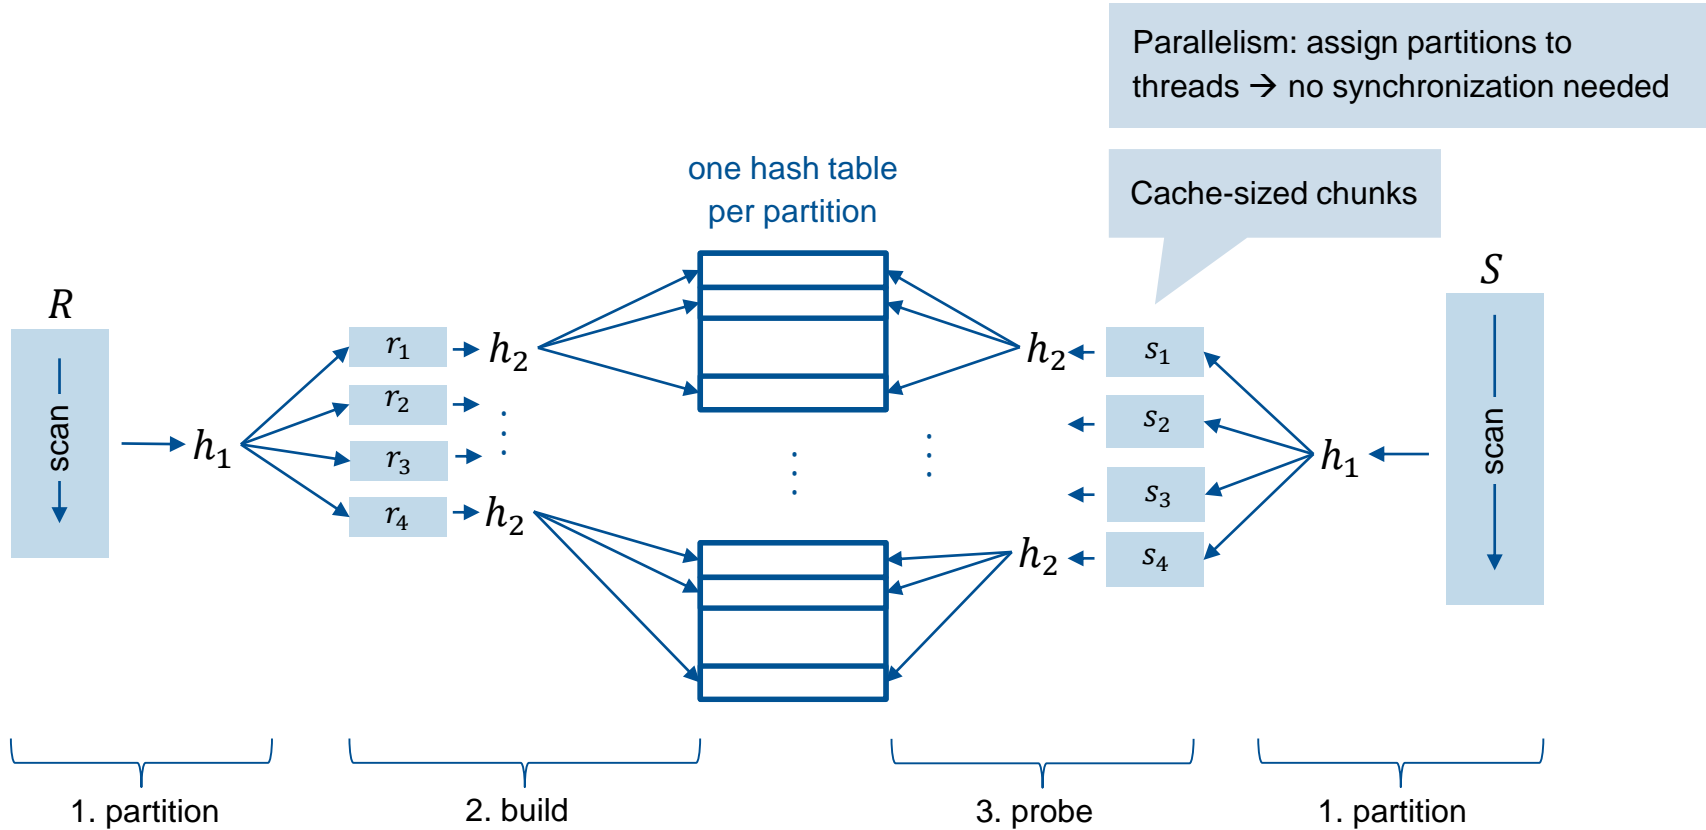 Parallelism: assign partitions to
threads → no synchronization needed
one hash table
per partition
Cache-sized chunks
R
S
scan
scan
h₁
h₁
r₁
r₂
r₃
r₄
h₂
h₂
h₂
h₂
s₁
s₂
s₃
s₄
1. partition
2. build
3. probe
1. partition